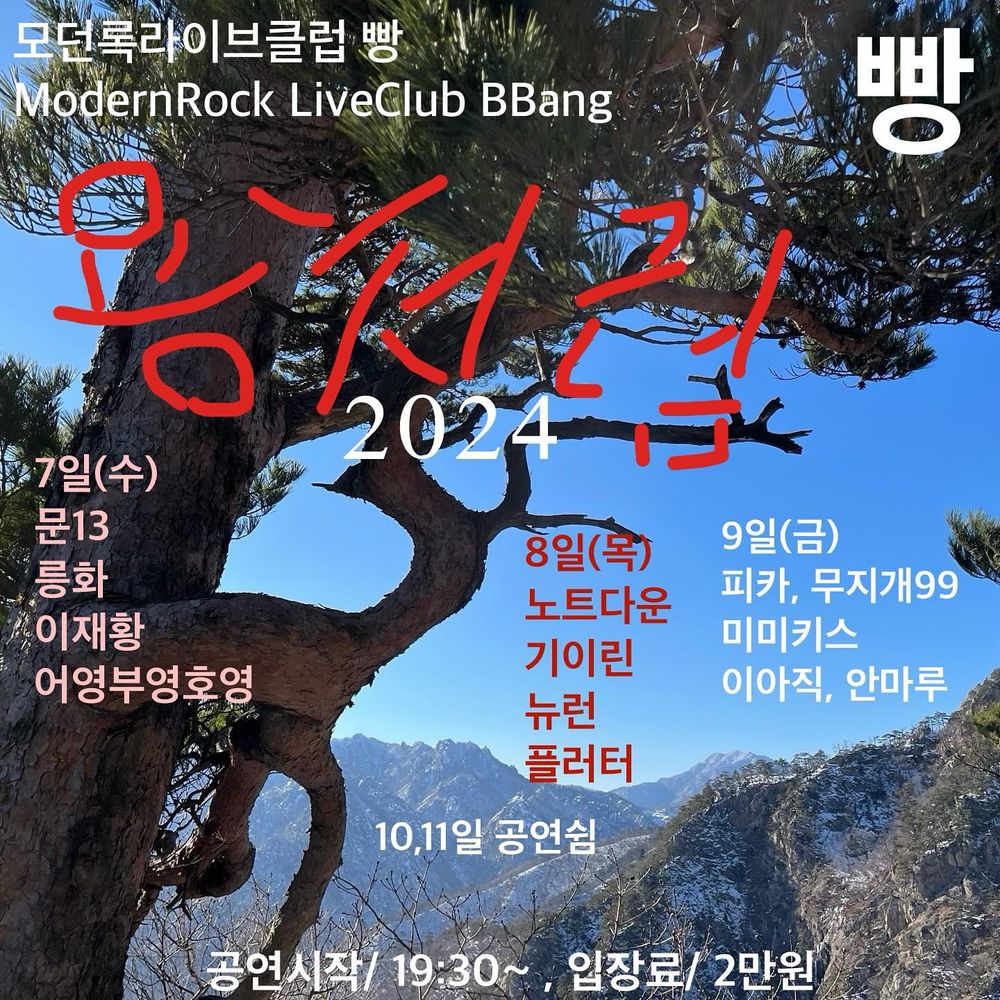 모던록라이브클럽 빵
ModernRock LiveClub BBang
빵
용처럼
2024
7일(수)
문13
릉화
이재황
어영부영호영
8일(목)
노트다운
기이린
뉴런
플러터
9일(금)
피카, 무지개99
미미키스
이아직, 안마루
10,11일 공연쉼
공연시작/ 19:30~ , 입장료/ 2만원